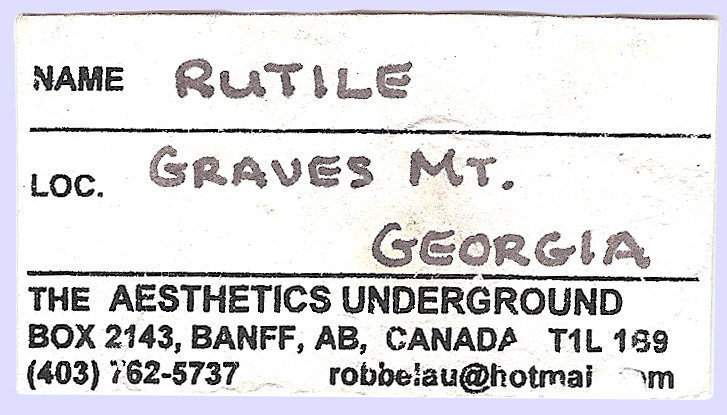 NAME RUTILE
LOC. GRAVES MT.
GEORGIA
THE AESTHETICS UNDERGROUND
BOX 2143, BANFF, AB, CANADA T1L
(403) 762-5737 robbelau@hotmai